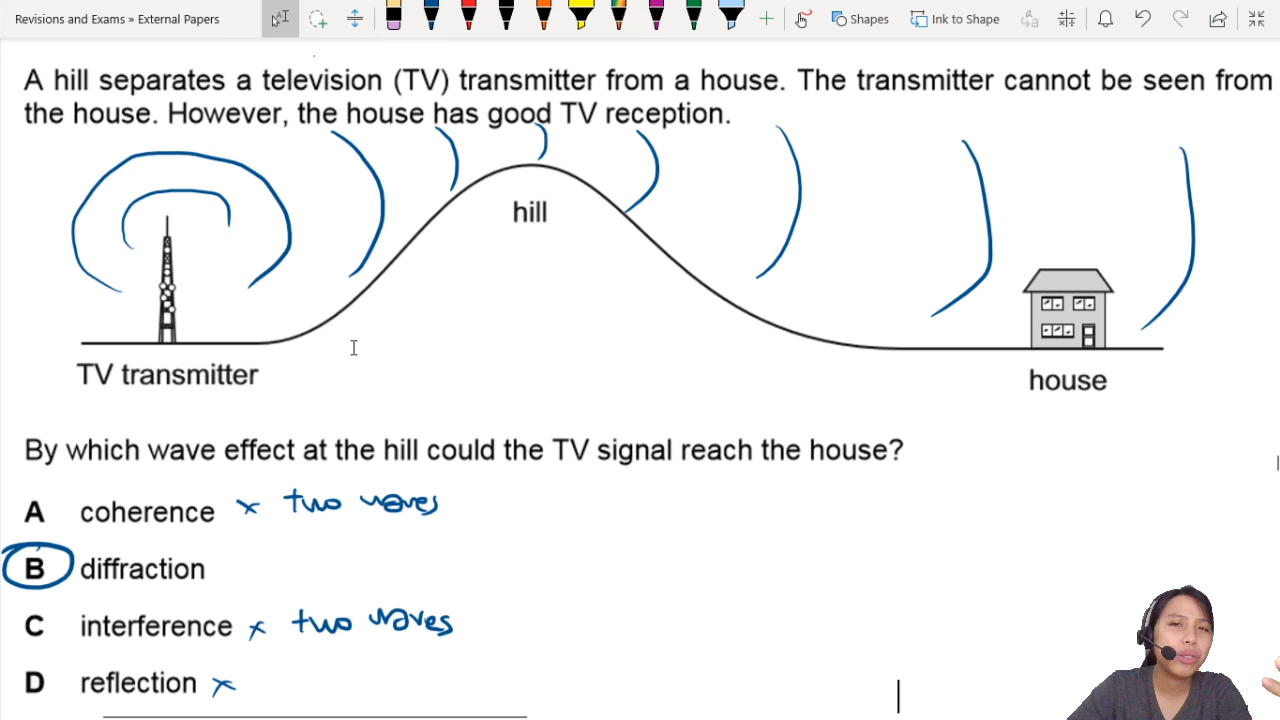 Revisions and Exams » External Papers
Shapes
Ink to Shape
A hill separates a television (TV) transmitter from a house. The transmitter cannot be seen from
the house. However, the house has good TV reception.
hill
TV transmitter
house
By which wave effect at the hill could the TV signal reach the house?
A coherence x two waves
B diffraction
C interference x two waves
D reflection x